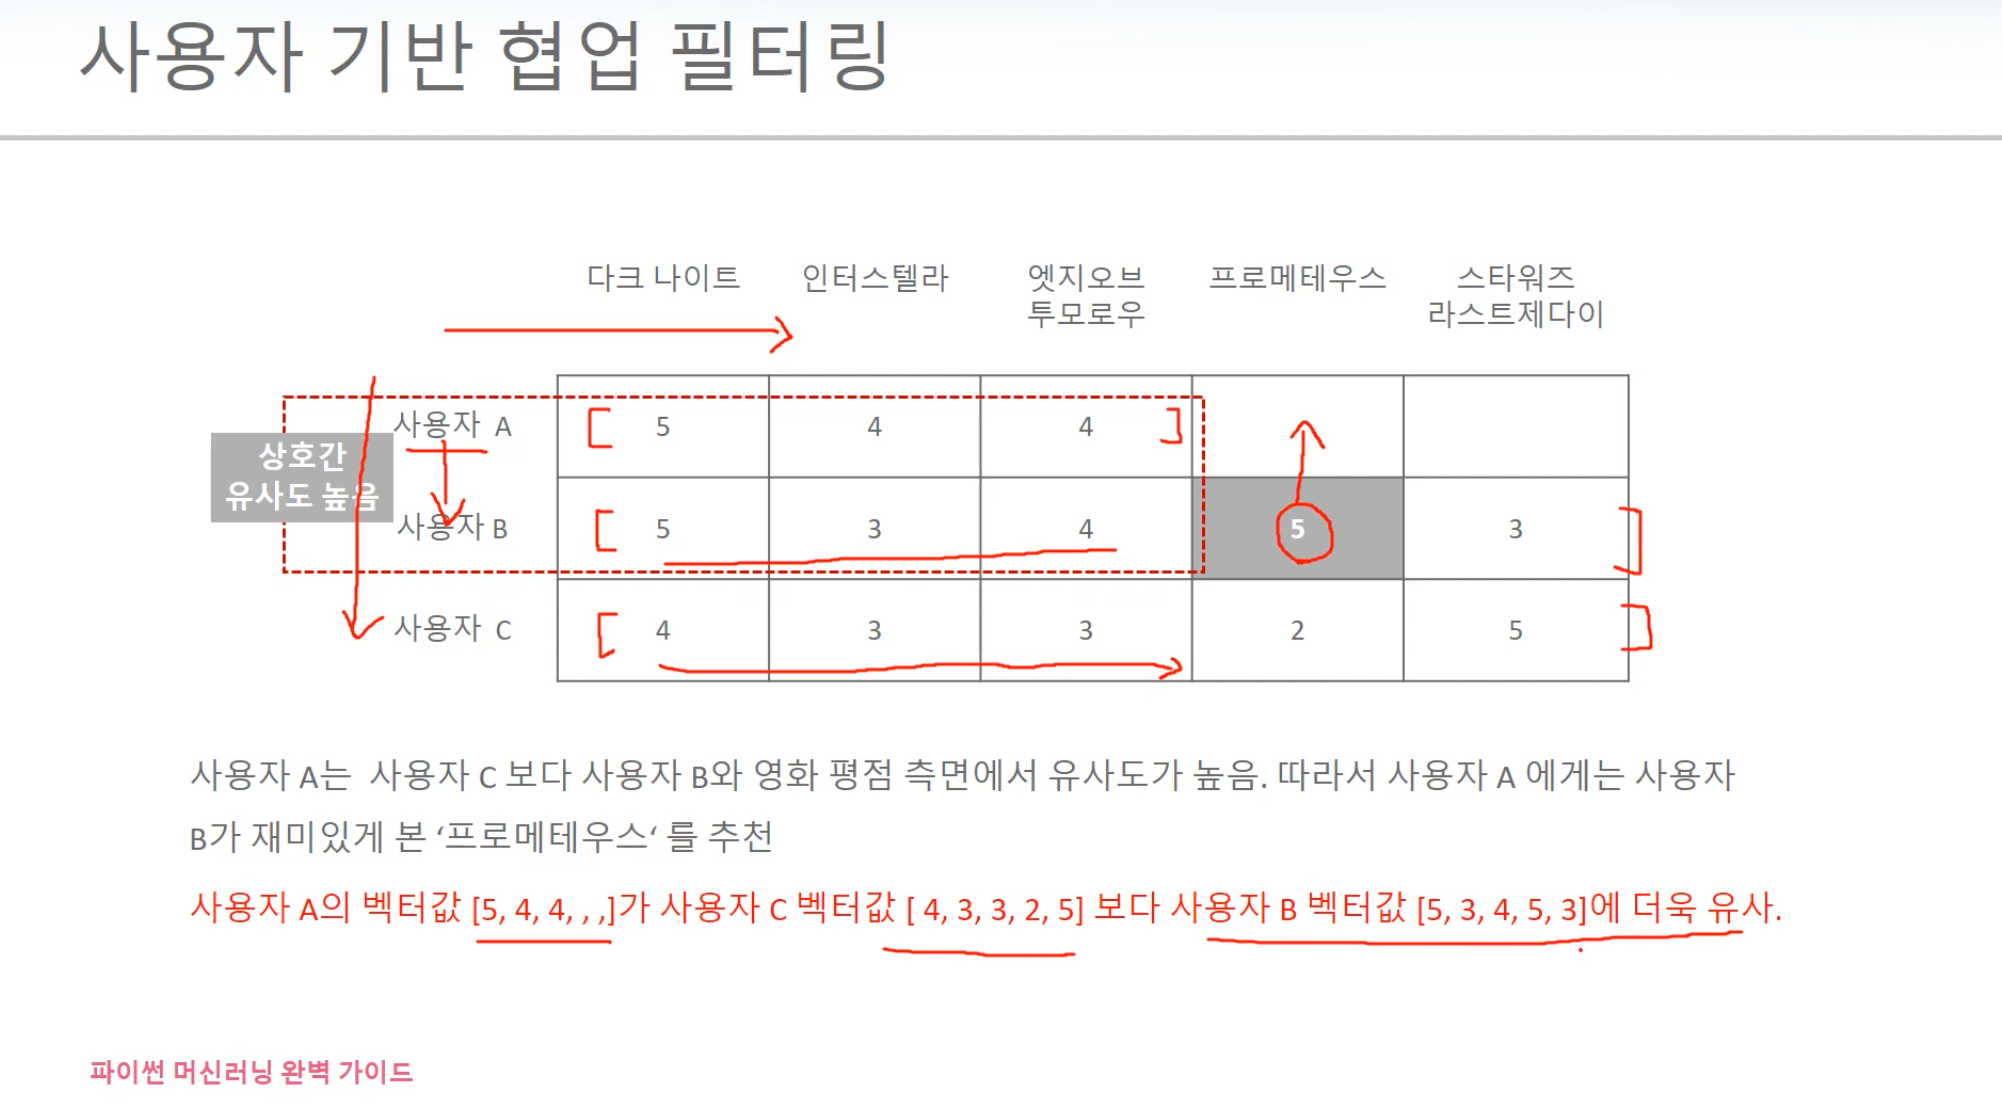 사용자 기반 협업 필터링
다크 나이트 인터스텔라 엣지오브 투모로우 프로메테우스 스타워즈 라스트제다이
상호간
유사도 높음
사용자 A 5 4 4
사용자 B 5 3 4 5 3
사용자 C 4 3 3 2 5
사용자 A는 사용자 C 보다 사용자 B와 영화 평점 측면에서 유사도가 높음. 따라서 사용자 A 에게는 사용자
B가 재미있게 본 ‘프로메테우스‘ 를 추천
사용자 A의 벡터값 [5, 4, 4, , ,]가 사용자 C 벡터값 [ 4, 3, 3, 2, 5] 보다 사용자 B 벡터값 [5, 3, 4, 5, 3]에 더욱 유사.
파이썬 머신러닝 완벽 가이드